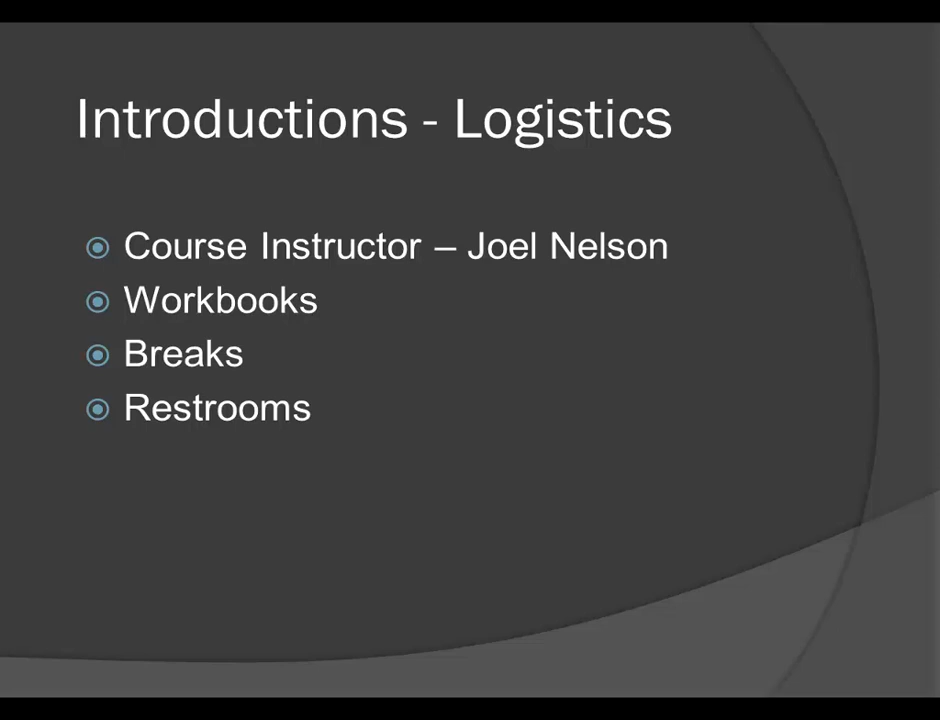 Introductions - Logistics
Course Instructor – Joel Nelson
Workbooks
Breaks
Restrooms